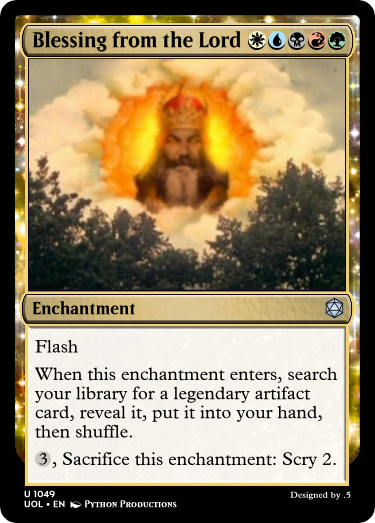 Blessing from the Lord
Enchantment
Flash
When this enchantment enters, search
your library for a legendary artifact
card, reveal it, put it into your hand,
then shuffle.
3, Sacrifice this enchantment: Scry 2.
U 1049
UOL • EN Python Productions
Designed by .5